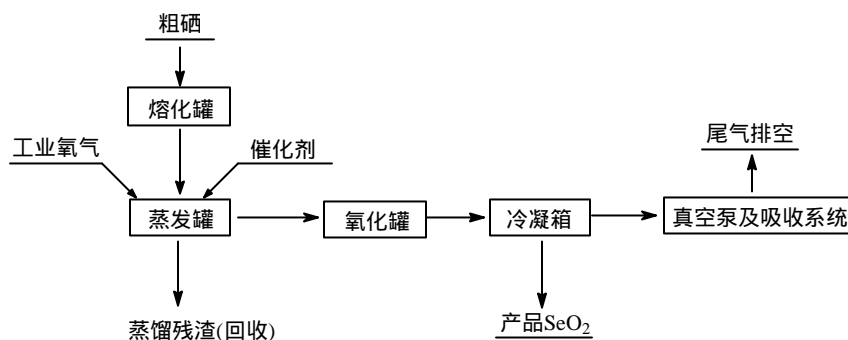 粗硒
熔化罐
工业氧气
催化剂
尾气排空
蒸发罐
氧化罐
冷凝箱
真空泵及吸收系统
蒸馏残渣(回收)
产品SeO₂